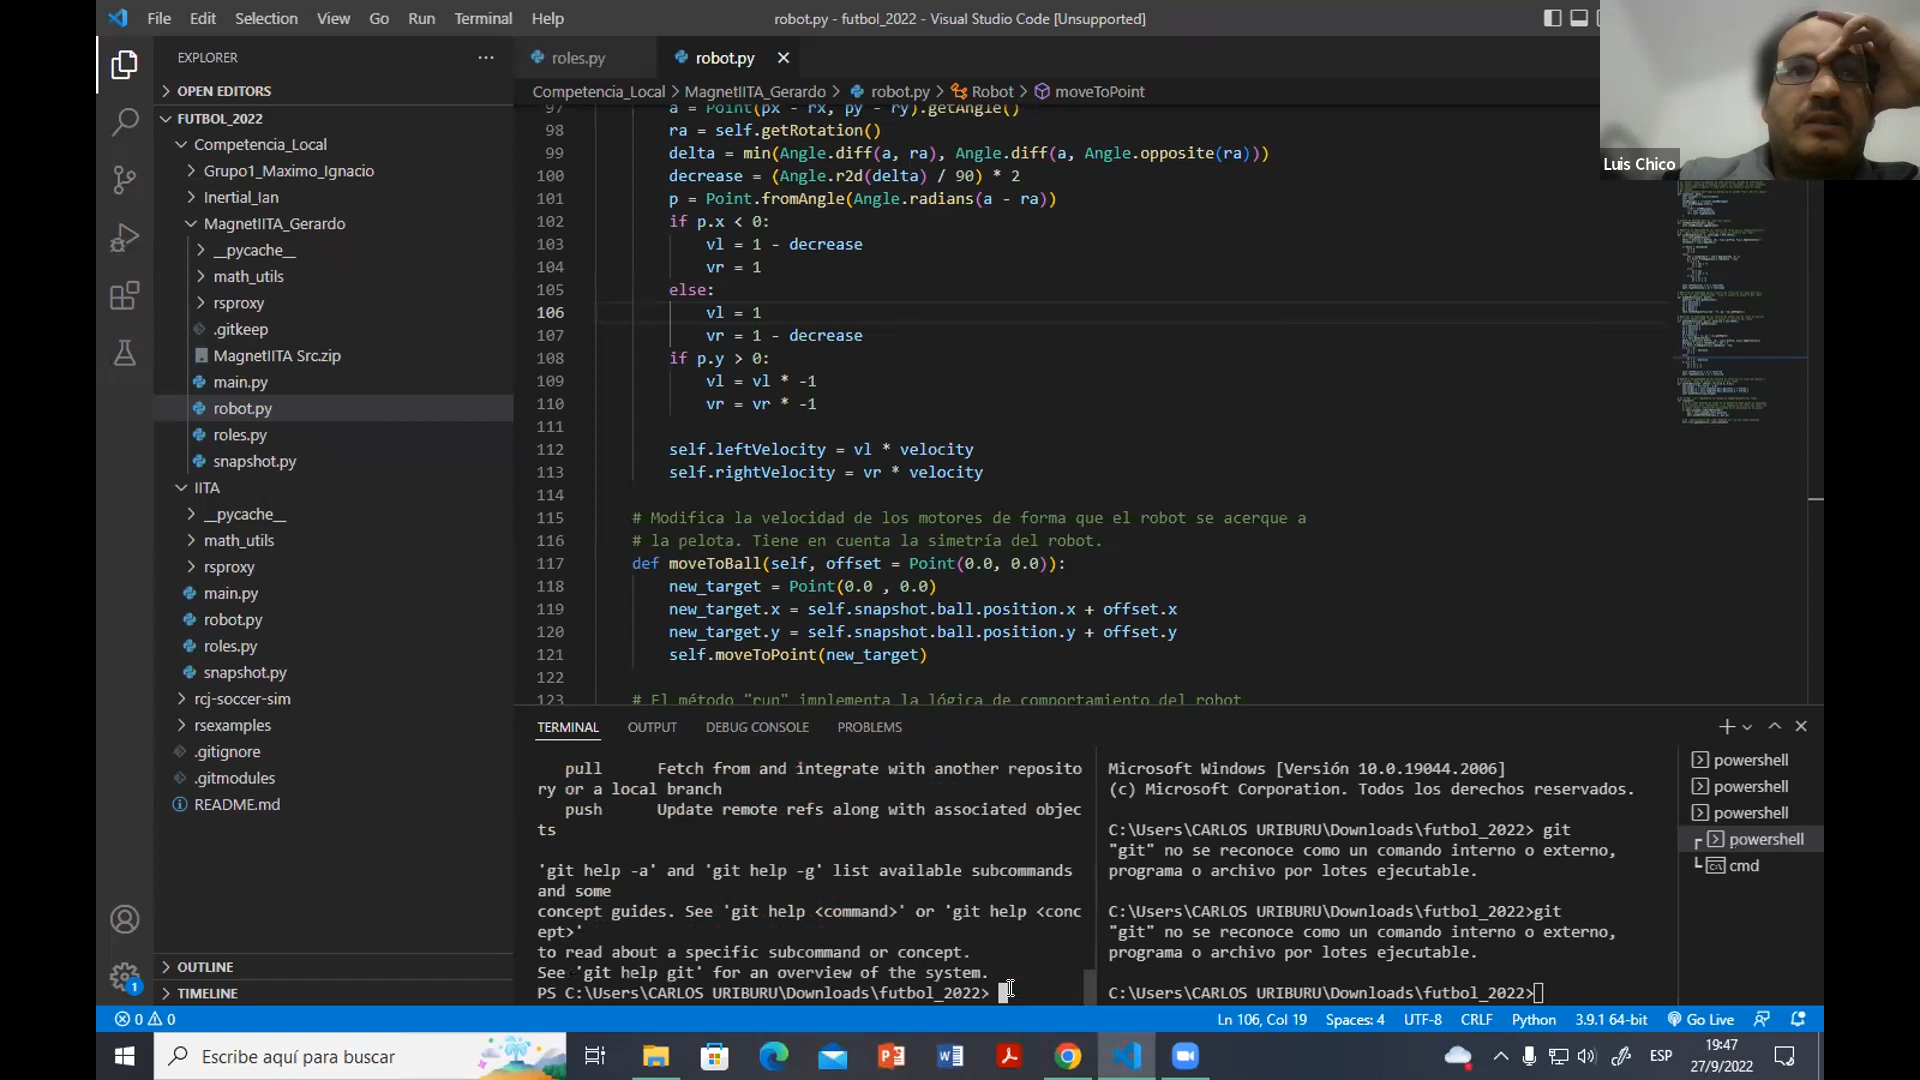 File Edit Selection View Go Run Terminal Help
robot.py - futbol_2022 - Visual Studio Code [Unsupported]
EXPLORER
OPEN EDITORS
FUTBOL_2022
Competencia_Local
Grupo1_Maximo_Ignacio
Inertial_Ian
MagnetIITA_Gerardo
__pycache__
math_utils
rsproxy
.gitkeep
MagnetIITA Src.zip
main.py
robot.py
roles.py
snapshot.py
IITA
__pycache__
math_utils
rsproxy
main.py
robot.py
roles.py
snapshot.py
rcj-soccer-sim
rsexamples
.gitignore
.gitmodules
README.md
OUTLINE
TIMELINE
1
roles.py robot.py
Competencia_Local > MagnetIITA_Gerardo > robot.py > Robot > moveToPoint
97 a = Point(px - rx, py - ry).getAngle()
98 ra = self.getRotation()
99 delta = min(Angle.diff(a, ra), Angle.diff(a, Angle.opposite(ra)))
100 decrease = (Angle.r2d(delta) / 90) * 2
101 p = Point.fromAngle(Angle.radians(a - ra))
102 if p.x < 0:
103 vl = 1 - decrease
104 vr = 1
105 else:
106 vl = 1
107 vr = 1 - decrease
108 if p.y > 0:
109 vl = vl * -1
110 vr = vr * -1
111
112 self.leftVelocity = vl * velocity
113 self.rightVelocity = vr * velocity
114
115 # Modifica la velocidad de los motores de forma que el robot se acerque a
116 # la pelota. Tiene en cuenta la simetría del robot.
117 def moveToBall(self, offset = Point(0.0, 0.0)):
118 new_target = Point(0.0 , 0.0)
119 new_target.x = self.snapshot.ball.position.x + offset.x
120 new_target.y = self.snapshot.ball.position.y + offset.y
121 self.moveToPoint(new_target)
122
123 # El método "run" implementa la lógica de comportamiento del robot
Luis Chico
TERMINAL OUTPUT DEBUG CONSOLE PROBLEMS
pull Fetch from and integrate with another reposito
ry or a local branch
push Update remote refs along with associated objec
ts
'git help -a' and 'git help -g' list available subcommands
and some
concept guides. See 'git help <command>' or 'git help <conc
ept>'
to read about a specific subcommand or concept.
See 'git help git' for an overview of the system.
PS C:\Users\CARLOS URIBURU\Downloads\futbol_2022>
Microsoft Windows [Versión 10.0.19044.2006]
(c) Microsoft Corporation. Todos los derechos reservados.
C:\Users\CARLOS URIBURU\Downloads\futbol_2022> git
"git" no se reconoce como un comando interno o externo,
programa o archivo por lotes ejecutable.
C:\Users\CARLOS URIBURU\Downloads\futbol_2022>git
"git" no se reconoce como un comando interno o externo,
programa o archivo por lotes ejecutable.
C:\Users\CARLOS URIBURU\Downloads\futbol_2022>
powershell
powershell
powershell
powershell
cmd
0 0 Ln 106, Col 19 Spaces: 4 UTF-8 CRLF Python 3.9.1 64-bit Go Live
Escribe aquí para buscar
ESP
19:47
27/9/2022